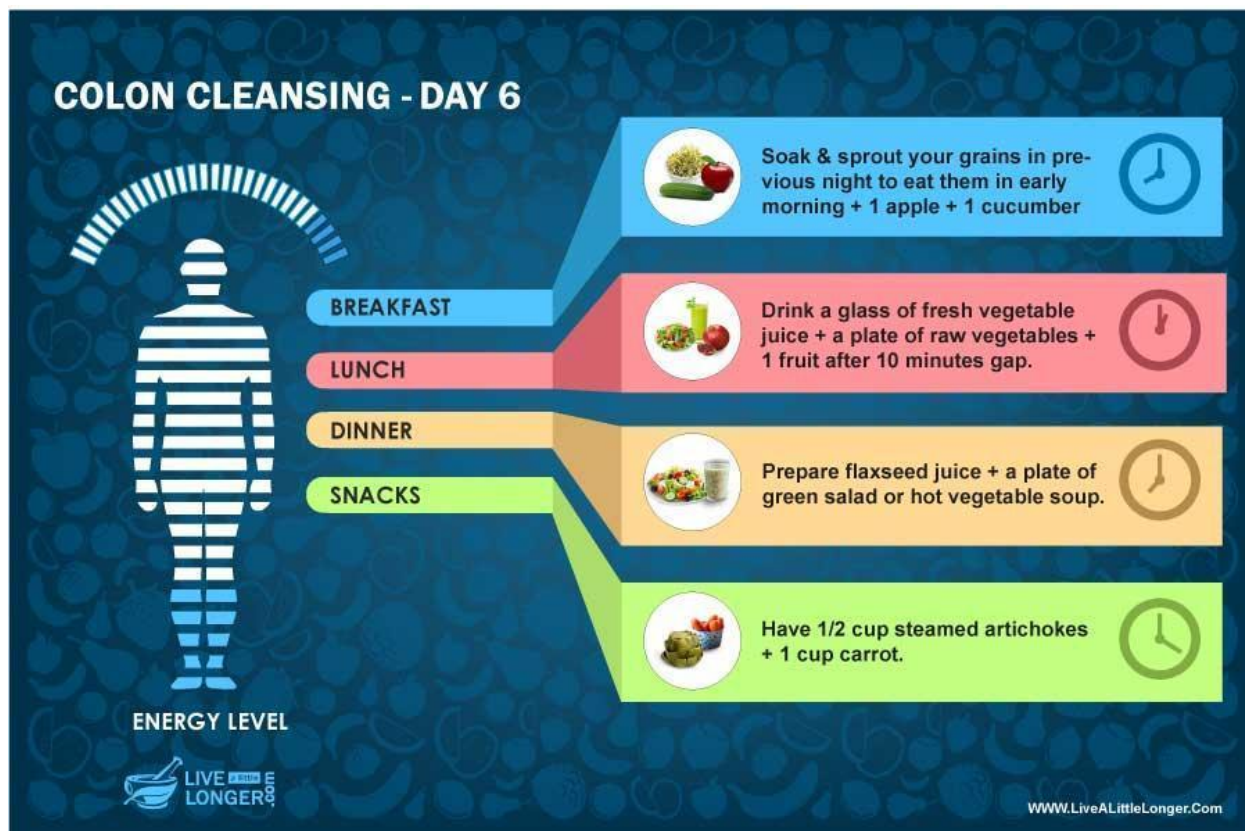 COLON CLEANSING - DAY 6
BREAKFAST
Soak & sprout your grains in pre-
vious night to eat them in early
morning + 1 apple + 1 cucumber
LUNCH
Drink a glass of fresh vegetable
juice + a plate of raw vegetables +
1 fruit after 10 minutes gap.
DINNER
Prepare flaxseed juice + a plate of
green salad or hot vegetable soup.
SNACKS
Have 1/2 cup steamed artichokes
+ 1 cup carrot.
ENERGY LEVEL
LIVE a little
LONGER.com
WWW.LiveALittleLonger.Com